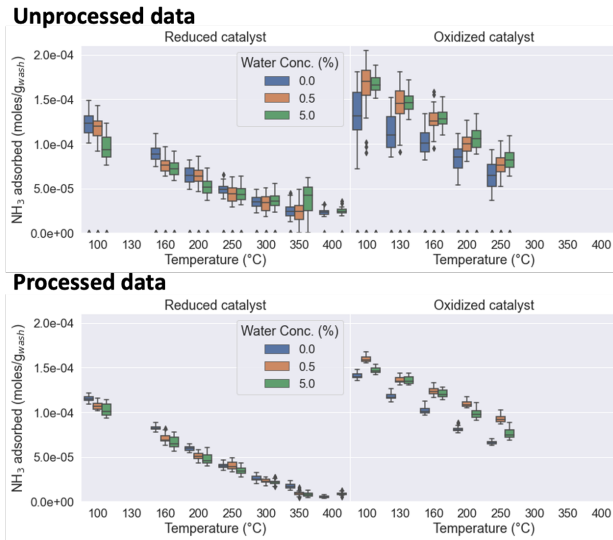 Unprocessed data
Reduced catalyst
Oxidized catalyst
NH3 adsorbed (moles/gwash)
2.0e-04
1.5e-04
1.0e-04
5.0e-05
0.0e+00
Water Conc. (%)
0.0
0.5
5.0
100 130 160 200 250 300 350 400
100 130 160 200 250 300 350 400
Temperature (°C)
Temperature (°C)
Processed data
Reduced catalyst
Oxidized catalyst
NH3 adsorbed (moles/gwash)
2.0e-04
1.5e-04
1.0e-04
5.0e-05
0.0e+00
Water Conc. (%)
0.0
0.5
5.0
100 130 160 200 250 300 350 400
100 130 160 200 250 300 350 400
Temperature (°C)
Temperature (°C)